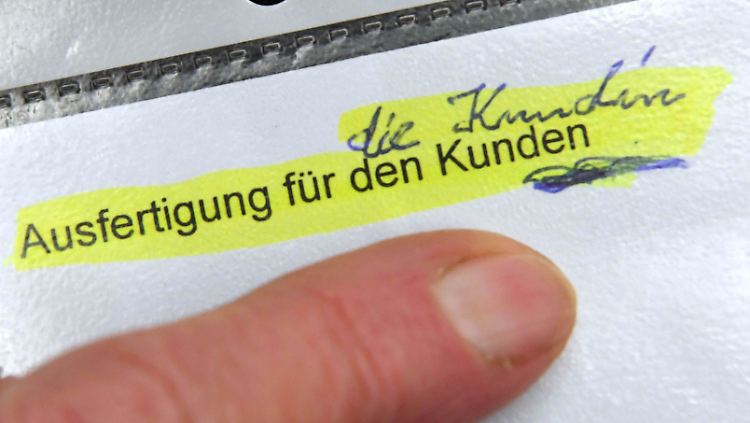 die Kundin
Ausfertigung für den Kunden